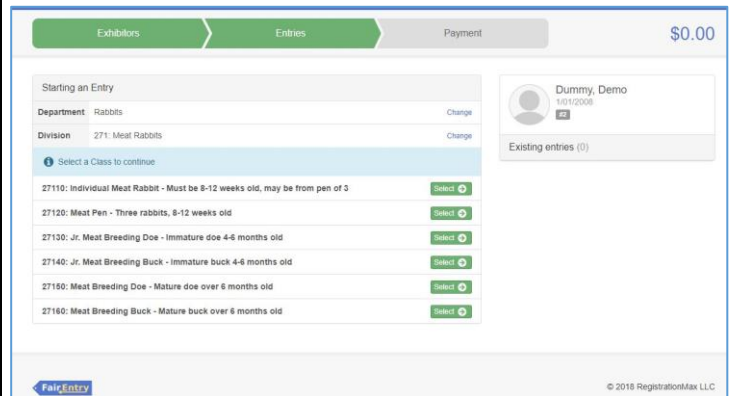 Exhibitors Entries Payment $0.00
Starting an Entry
Department Rabbits Change
Division 271: Meat Rabbits Change
Select a Class to continue
27110: Individual Meat Rabbit - Must be 8-12 weeks old, may be from pen of 3 Select
27120: Meat Pen - Three rabbits, 8-12 weeks old Select
27130: Jr. Meat Breeding Doe - Immature doe 4-6 months old Select
27140: Jr. Meat Breeding Buck - Immature buck 4-6 months old Select
27150: Meat Breeding Doe - Mature doe over 6 months old Select
27160: Meat Breeding Buck - Mature buck over 6 months old Select
Dummy, Demo
1/01/2008
#2
Existing entries (0)
FairEntry
© 2018 RegistrationMax LLC